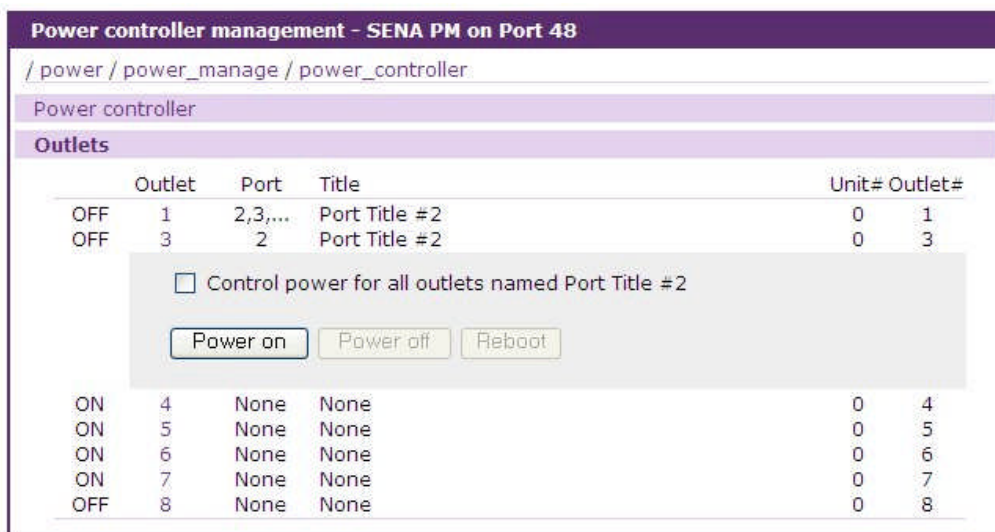 Power controller management - SENA PM on Port 48
/ power / power_manage / power_controller
Power controller
Outlets
Outlet Port Title Unit# Outlet#
OFF 1 2,3,... Port Title #2 0 1
OFF 3 2 Port Title #2 0 3
Control power for all outlets named Port Title #2
Power on Power off Reboot
ON 4 None None 0 4
ON 5 None None 0 5
ON 6 None None 0 6
ON 7 None None 0 7
OFF 8 None None 0 8